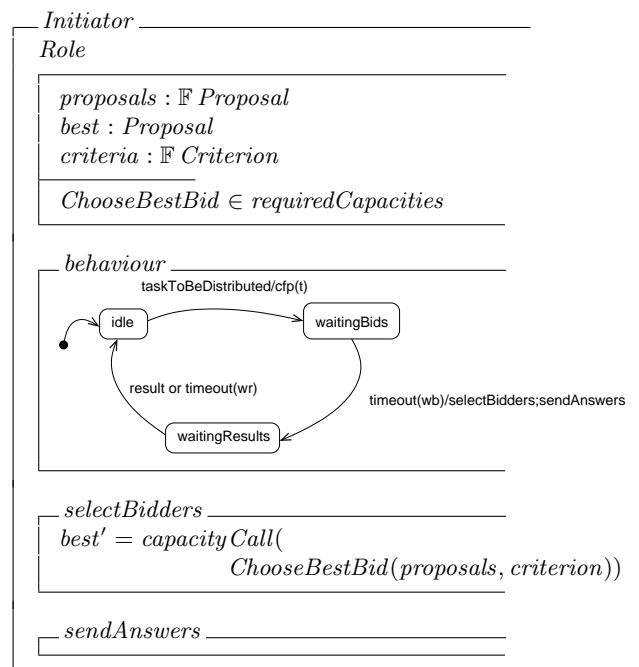 Initiator
Role
proposals : 𝔽 Proposal
best : Proposal
criteria : 𝔽 Criterion
ChooseBestBid ∈ requiredCapacities
behaviour
taskToBeDistributed/cfp(t)
idle
waitingBids
result or timeout(wr)
timeout(wb)/selectBidders;sendAnswers
waitingResults
selectBidders
best′ = capacityCall(
ChooseBestBid(proposals, criterion))
sendAnswers